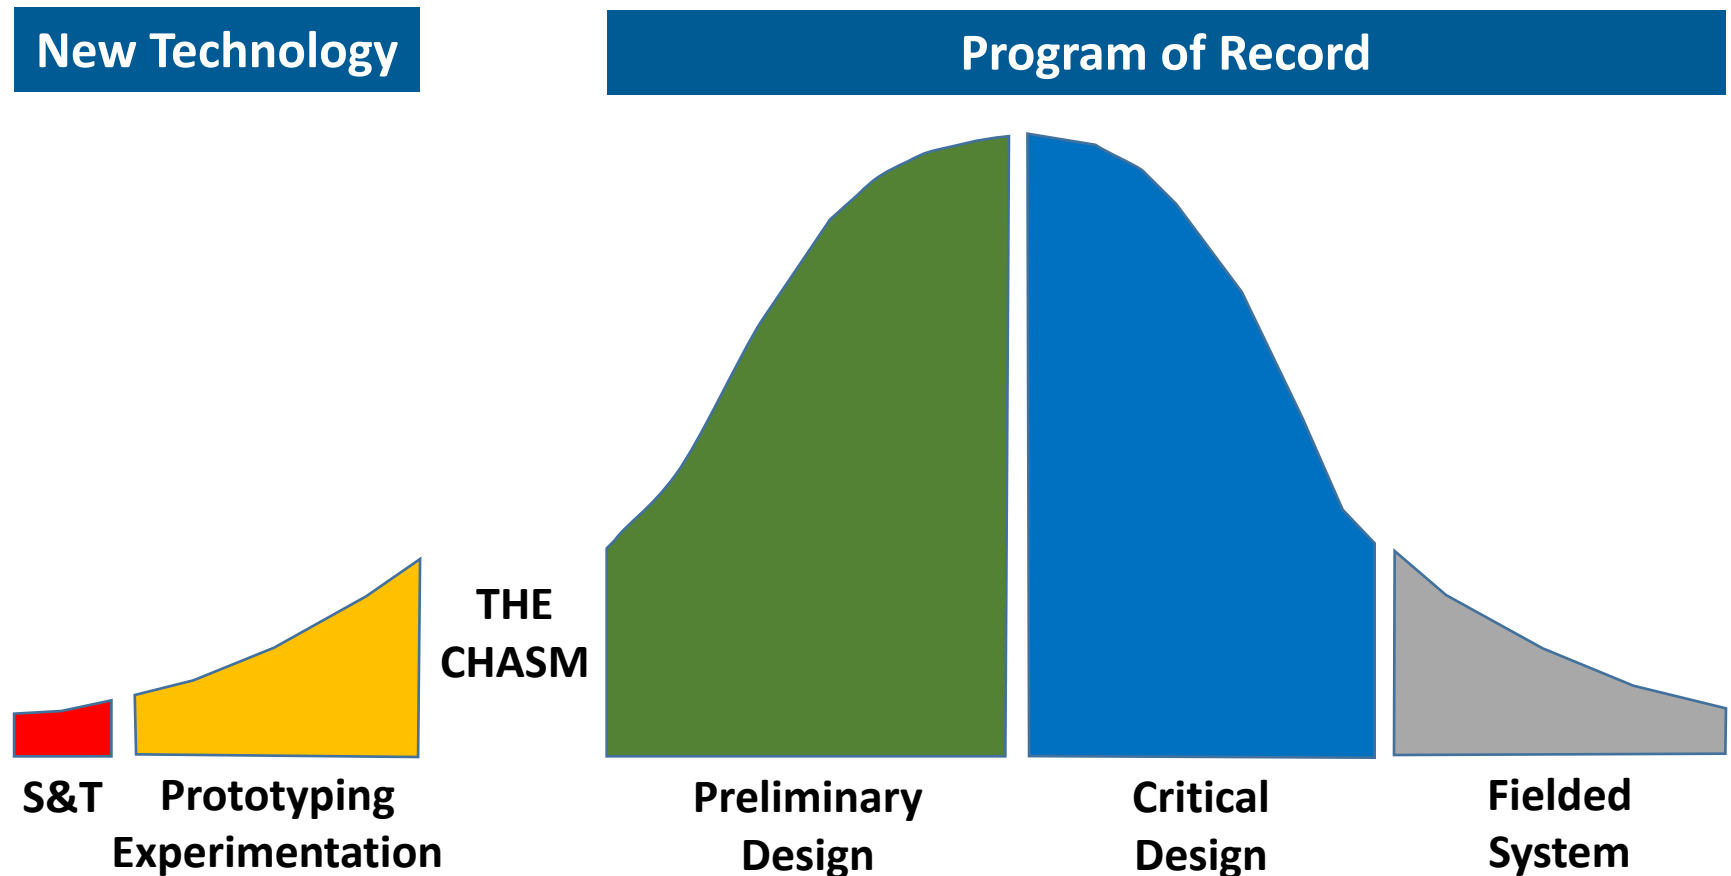 New Technology
Program of Record
THE
CHASM
S&T
Prototyping
Experimentation
Preliminary
Design
Critical
Design
Fielded
System